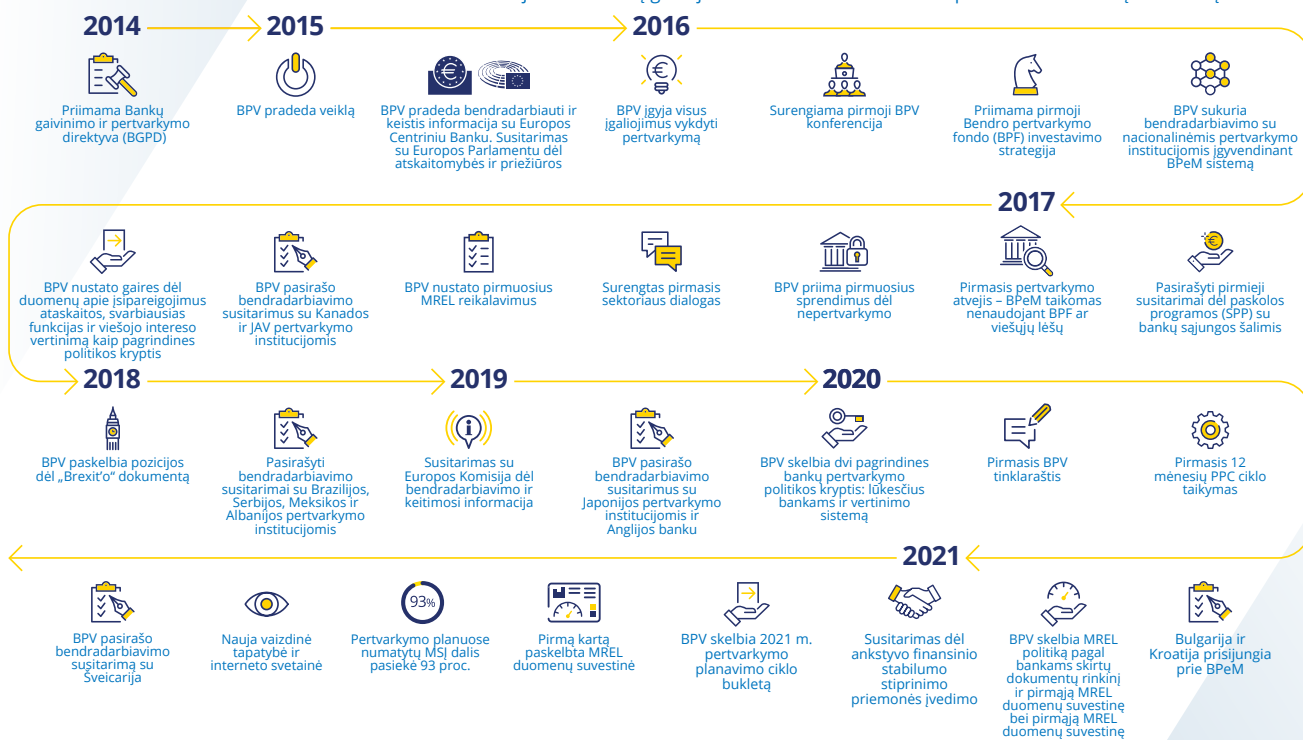 2014
2015
2016
Priimama Bankų
gaivinimo ir pertvarkymo
direktyva (BGPD)
BPV pradeda veiklą
BPV pradeda bendradarbiauti ir
keistis informacija su Europos
Centriniu Banku. Susitarimas
su Europos Parlamentu dėl
atskaitomybės ir priežiūros
BPV įgyja visus
įgaliojimus vykdyti
pertvarkymą
Surengiama pirmoji BPV
konferencija
Priimama pirmoji
Bendro pertvarkymo
fondo (BPF) investavimo
strategija
BPV sukuria
bendradarbiavimo su
nacionalinėmis pertvarkymo
institucijomis įgyvendinant
BPeM sistemą
2017
BPV nustato gaires dėl
duomenų apie įsipareigojimus
ataskaitos, svarbiausias
funkcijas ir viešojo intereso
vertinimą kaip pagrindines
politikos kryptis
BPV pasirašo
bendradarbiavimo
susitarimus su Kanados
ir JAV pertvarkymo
institucijomis
BPV nustato pirmuosius
MREL reikalavimus
Surengtas pirmasis
sektoriaus dialogas
BPV priima pirmuosius
sprendimus dėl
nepertvarkymo
Pirmasis pertvarkymo
atvejis – BPeM taikomas
nenaudojant BPF ar
viešųjų lėšų
Pasirašyti pirmieji
susitarimai dėl paskolos
programos (SPP) su
bankų sąjungos šalimis
2018
2019
2020
BPV paskelbia pozicijos
dėl „Brexit’o“ dokumentą
Pasirašyti
bendradarbiavimo
susitarimai su Brazilijos,
Serbijos, Meksikos ir
Albanijos pertvarkymo
institucijomis
Susitarimas su
Europos Komisija dėl
bendradarbiavimo ir
keitimosi informacija
BPV pasirašo
bendradarbiavimo
susitarimus su
Japonijos pertvarkymo
institucijomis ir
Anglijos banku
BPV skelbia dvi pagrindines
bankų pertvarkymo
politikos kryptis: lūkesčius
bankams ir vertinimo
sistemą
Pirmasis BPV
tinklaraštis
Pirmasis 12
mėnesių PPC ciklo
taikymas
2021
93%
BPV pasirašo
bendradarbiavimo
susitarimą su
Šveicarija
Nauja vaizdinė
tapatybė ir
interneto svetainė
Pertvarkymo planuose
numatytų MSĮ dalis
pasiekė 93 proc.
Pirmą kartą
paskelbta MREL
duomenų suvestinė
BPV skelbia 2021 m.
pertvarkymo
planavimo ciklo
bukletą
Susitarimas dėl
ankstyvo finansinio
stabilumo
stiprinimo
priemonės įvedimo
BPV skelbia MREL
politiką pagal
bankams skirtų
dokumentų rinkinį
ir pirmąją MREL
duomenų suvestinę
bei pirmąją MREL
duomenų suvestinę
Bulgarija ir
Kroatija prisijungia
prie BPeM